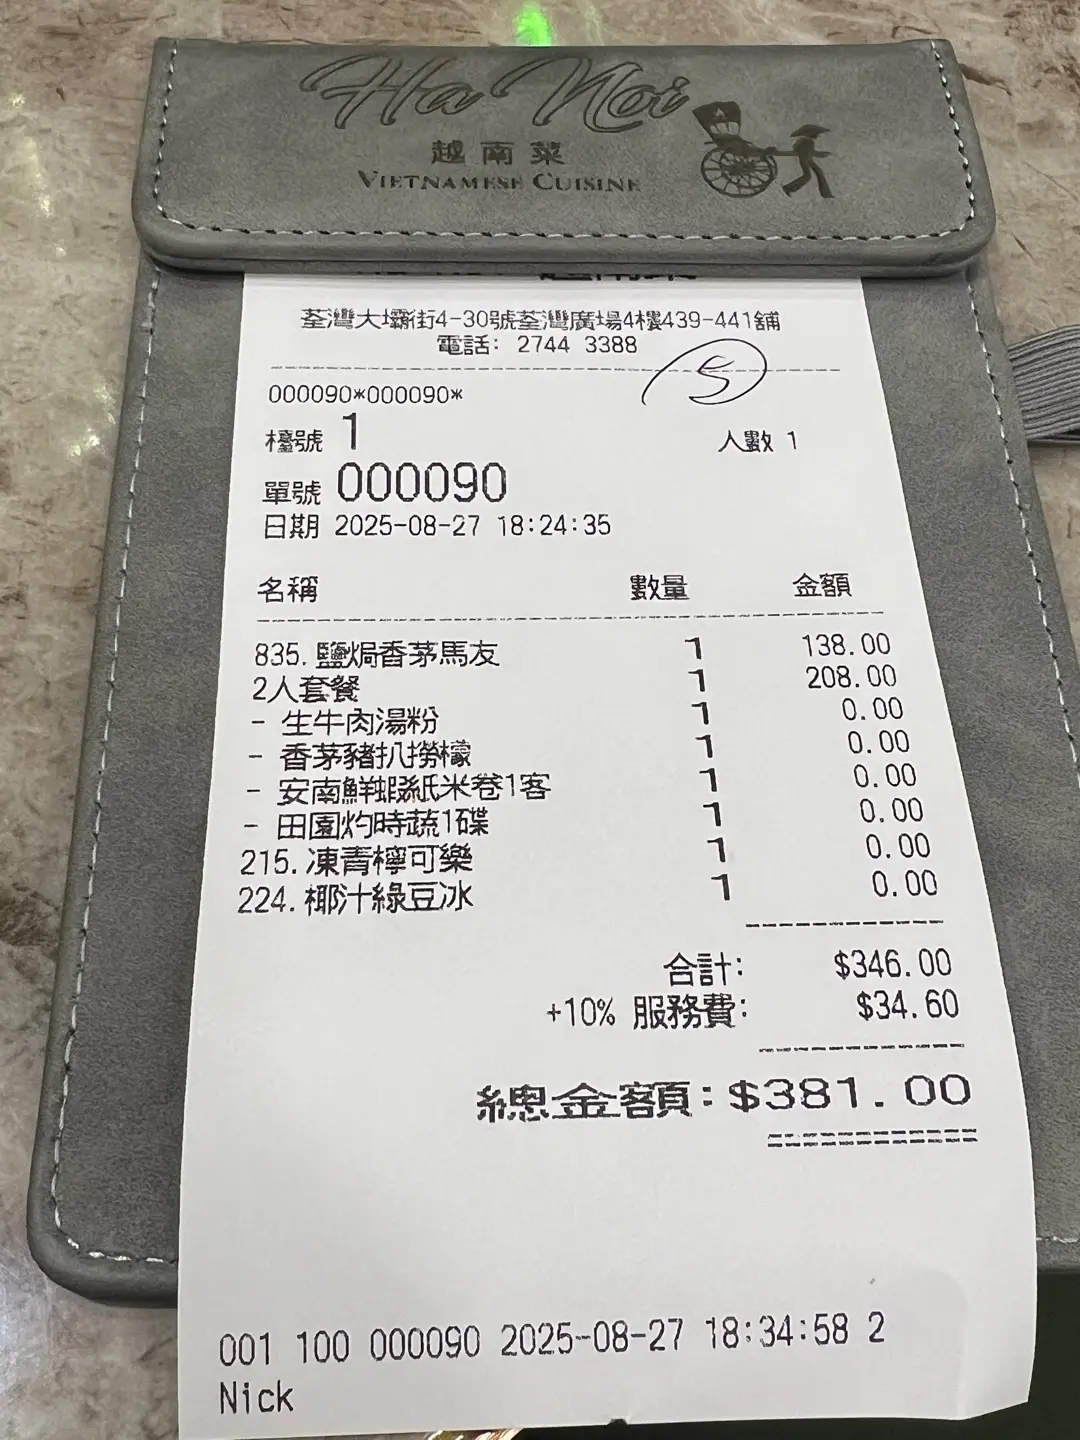 Ha Noi
越南菜
VIETNAMESE CUISINE
荃灣大壩街4-30號荃灣廣場4樓439-441舖
電話: 2744 3388
5
000090*000090*
檯號 1 人數 1
單號 000090
日期 2025-08-27 18:24:35
名稱 數量 金額
835.鹽焗香茅馬友 1 138.00
2人套餐 1 208.00
- 生牛肉湯粉 1 0.00
- 香茅豬扒撈檬 1 0.00
- 安南鮮蝦紙米卷1客 1 0.00
- 田園灼時蔬1碟 1 0.00
215.凍青檸可樂 1 0.00
224.椰汁綠豆冰 1 0.00
合計: $346.00
+10% 服務費: $34.60
總金額:$381.00
001 100 000090 2025-08-27 18:34:58 2
Nick